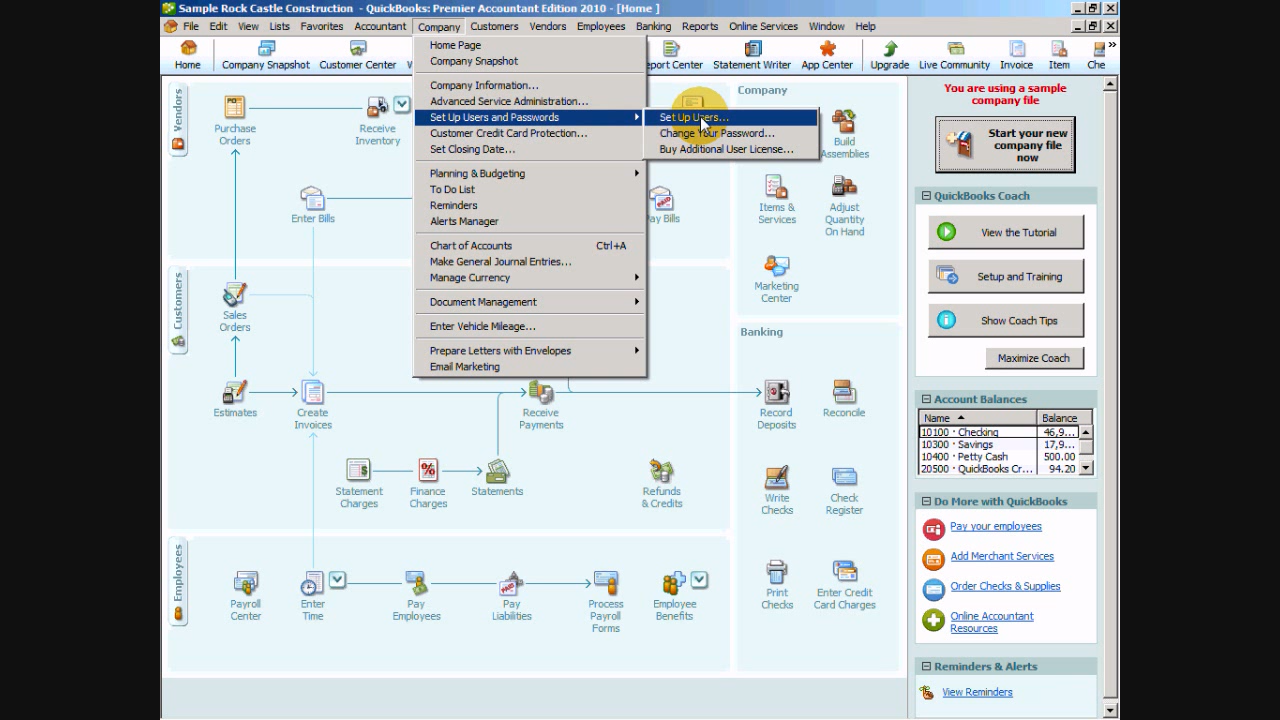 Sample Rock Castle Construction - QuickBooks: Premier Accountant Edition 2010 - [Home ]
File Edit View Lists Favorites Accountant Company Customers Vendors Employees Banking Reports Online Services Window Help
Home Company Snapshot Customer Center port Center Statement Writer App Center Upgrade Live Community Invoice Item Che »
Home Page
Company Snapshot
Company Information...
Advanced Service Administration...
Set Up Users and Passwords
Customer Credit Card Protection...
Set Closing Date...
Planning & Budgeting
To Do List
Reminders
Alerts Manager
Chart of Accounts Ctrl+A
Make General Journal Entries...
Manage Currency
Document Management
Enter Vehicle Mileage...
Prepare Letters with Envelopes
Email Marketing
Set Up Users...
Change Your Password...
Buy Additional User License...
Vendors
Purchase
Orders
Receive
Inventory
Enter Bills
Pay Bills
Customers
Sales
Orders
Estimates
Create
Invoices
Receive
Payments
Statement
Charges
Finance
Charges
Statements
Refunds
& Credits
Employees
Payroll
Center
Enter
Time
Pay
Employees
Pay
Liabilities
Process
Payroll
Forms
Employee
Benefits
Company
Build
Assemblies
Items &
Services
Adjust
Quantity
On Hand
Marketing
Center
Banking
Record
Deposits
Reconcile
Write
Checks
Check
Register
Print
Checks
Enter Credit
Card Charges
You are using a sample
company file
Start your new
company file
now
QuickBooks Coach
View the Tutorial
Setup and Training
Show Coach Tips
Maximize Coach
Account Balances
Name Balance
10100 · Checking 46,9...
10300 · Savings 17,9...
10400 · Petty Cash 500.00
20500 · QuickBooks Cr... 94.20
Do More with QuickBooks
Pay your employees
Add Merchant Services
Order Checks & Supplies
Online Accountant
Resources
Reminders & Alerts
View Reminders